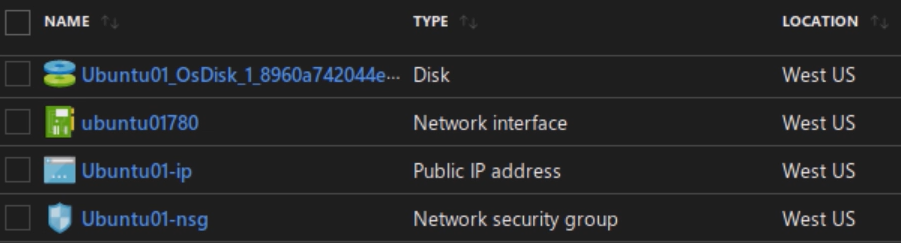 NAME ↑↓ TYPE ↑↓ LOCATION ↑↓
Ubuntu01_OsDisk_1_8960a742044e... Disk West US
ubuntu01780 Network interface West US
Ubuntu01-ip Public IP address West US
Ubuntu01-nsg Network security group West US